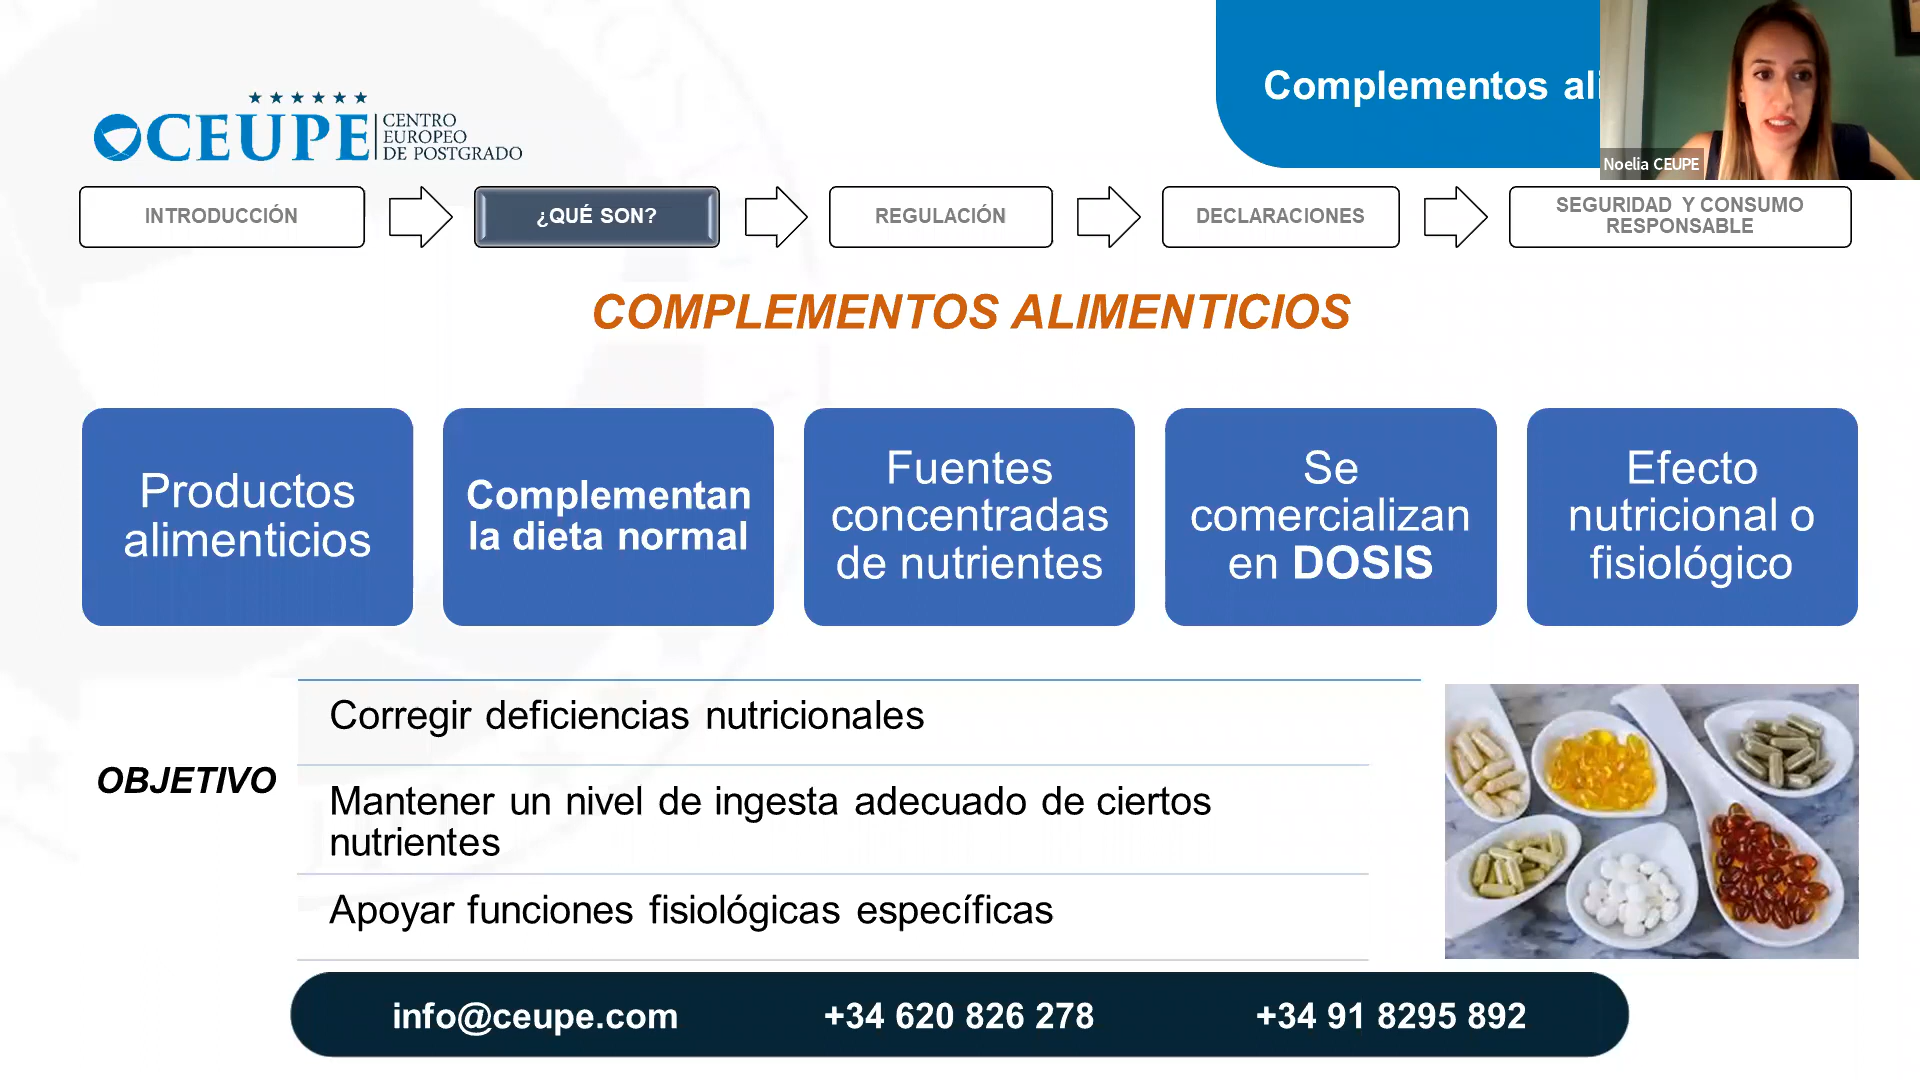 Complementos
Noelia CEUPE
CEUPE
CENTRO
EUROPEO
DE POSTGRADO
INTRODUCCIÓN
¿QUÉ SON?
REGULACIÓN
DECLARACIONES
SEGURIDAD Y CONSUMO
RESPONSABLE
COMPLEMENTOS ALIMENTICIOS
Productos
alimenticios
Complementan
la dieta normal
Fuentes
concentradas
de nutrientes
Se
comercializan
en DOSIS
Efecto
nutricional o
fisiológico
OBJETIVO
Corregir deficiencias nutricionales
Mantener un nivel de ingesta adecuado de ciertos
nutrientes
Apoyar funciones fisiológicas específicas
info@ceupe.com
+34 620 826 278
+34 91 8295 892